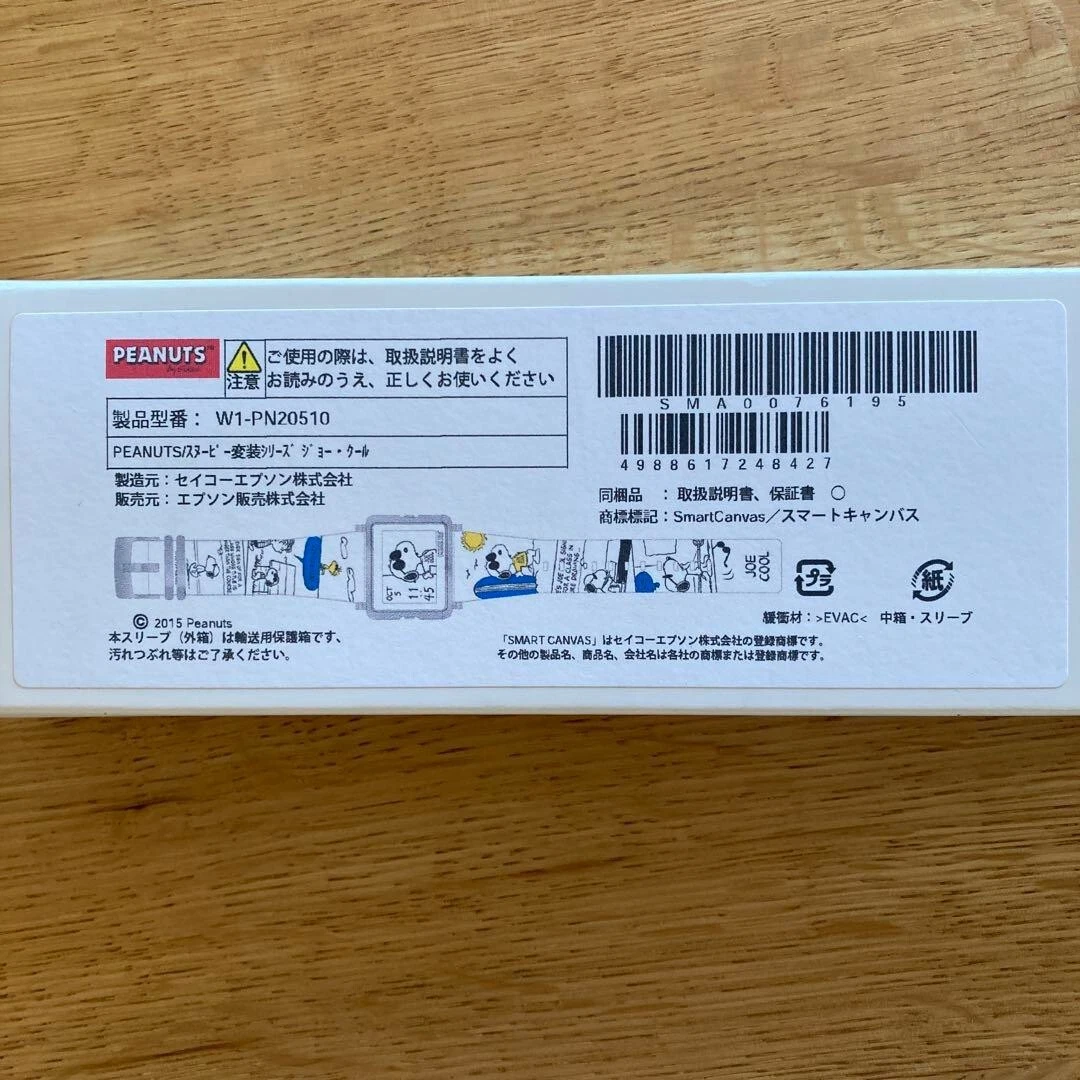 PEANUTS
注意
ご使用の際は、取扱説明書をよく
お読みのうえ、正しくお使いください
製品型番： W1-PN20510
PEANUTS/ｽﾇｰﾋﾟｰ変装ｼﾘｰｽﾞ ｼﾞｮｰ・ｸｰﾙ
製造元：セイコーエプソン株式会社
販売元：エプソン販売株式会社
SMA0076195
4988617248427
同梱品 ：取扱説明書、保証書 ○
商標標記：SmartCanvas／スマートキャンバス
OCT
5
11
45
JOE
COOL
プラ
紙
緩衝材：>EVAC< 中箱・スリーブ
© 2015 Peanuts
本スリーブ（外箱）は輸送用保護箱です、
汚れつぶれ等はご了承ください。
「SMART CANVAS」はセイコーエプソン株式会社の登録商標です。
その他の製品名、商品名、会社名は各社の商標または登録商標です。